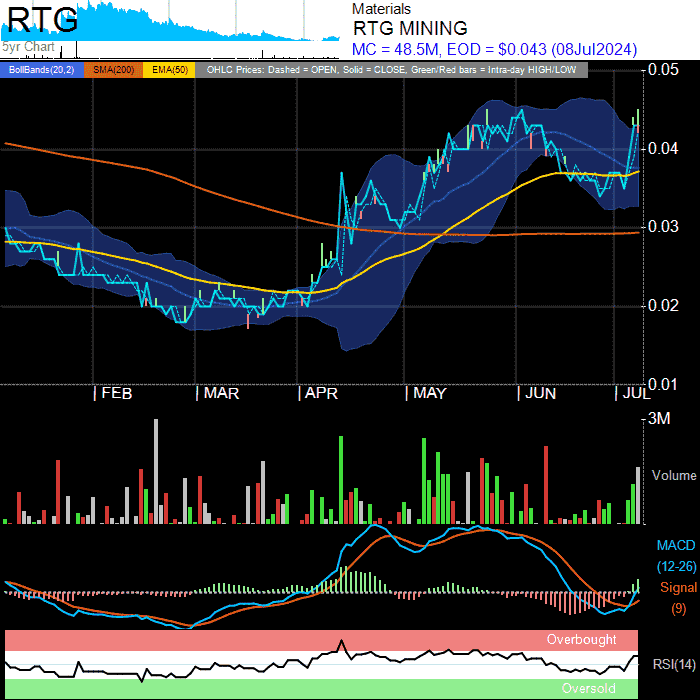 RTG
5yr Chart
Materials
RTG MINING
MC = 48.5M, EOD = $0.043 (08Jul2024)
BollBands(20,2) SMA(200) EMA(50) OHLC Prices: Dashed = OPEN, Solid = CLOSE, Green/Red bars = Intra-day HIGH/LOW
0.05
0.04
0.03
0.02
0.01
| FEB | MAR | APR | MAY | JUN | JUL
3M
Volume
MACD
(12-26)
Signal
(9)
Overbought
RSI(14)
Oversold